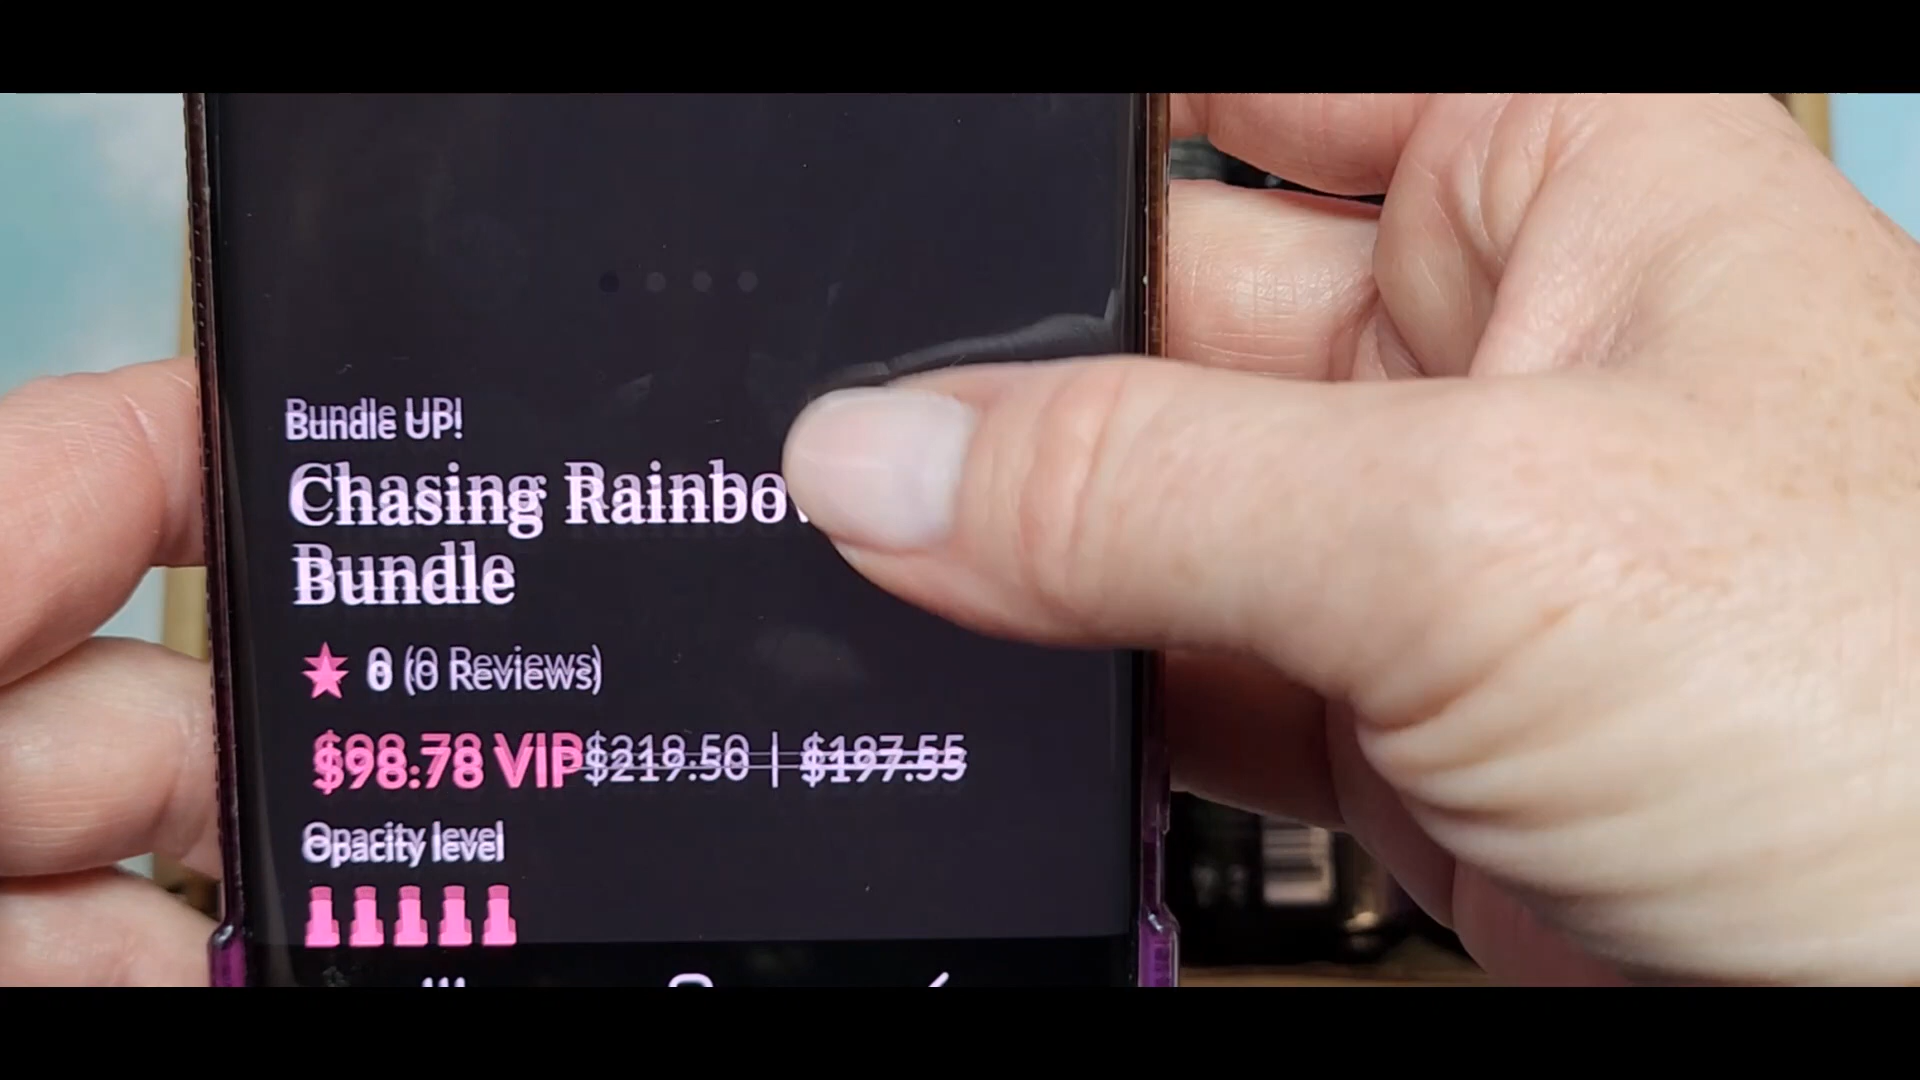 Bundle UP!
Chasing Rainbo
Bundle
0 (0 Reviews)
$98.78 VIP $219.50 | $197.55
Opacity level